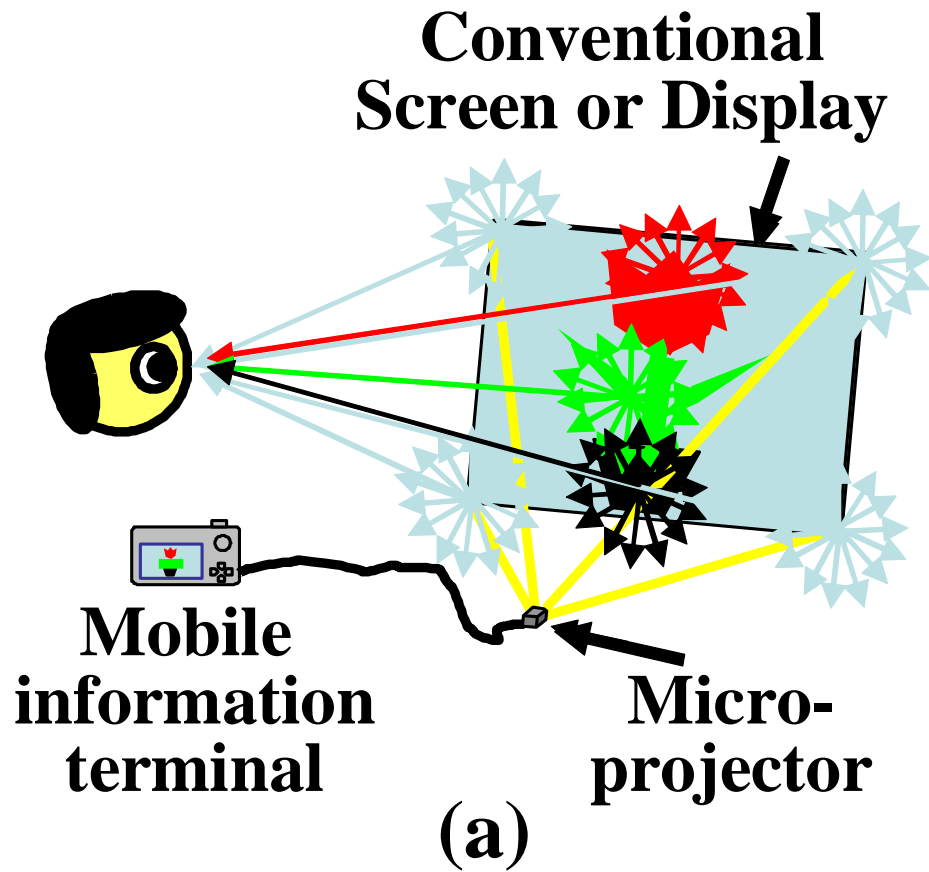 Conventional
Screen or Display
Mobile
information
terminal
Micro-
projector
(a)